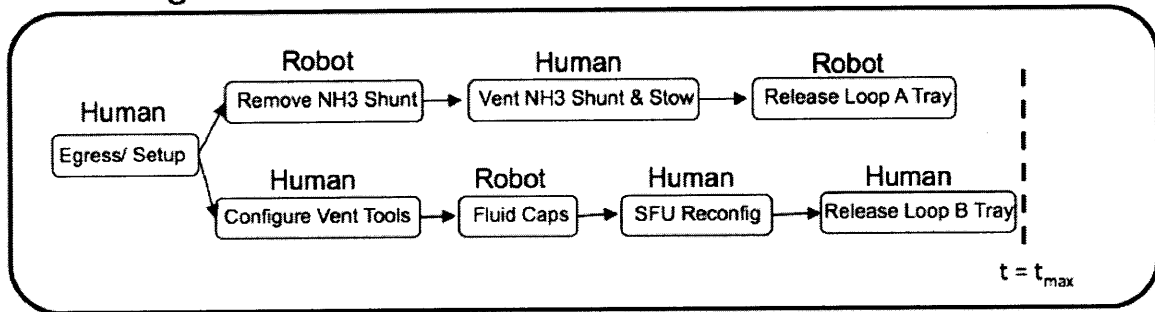 Robot Human Robot
Remove NH3 Shunt Vent NH3 Shunt & Stow Release Loop A Tray
Human
Egress/ Setup
Human Robot Human Human
Configure Vent Tools Fluid Caps SFU Reconfig Release Loop B Tray
t = tmax